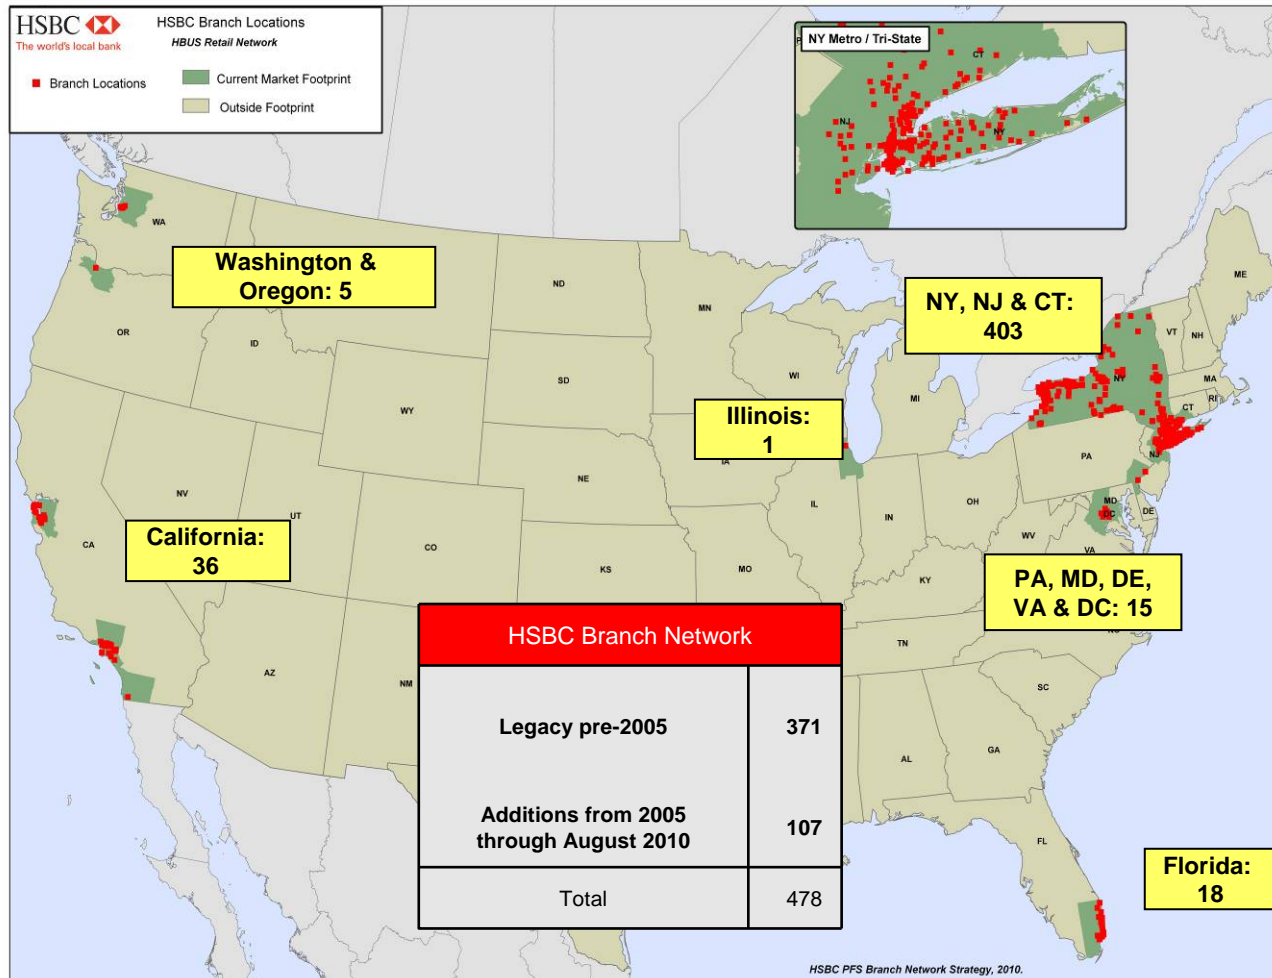 HSBC
The world's local bank
HSBC Branch Locations
HBUS Retail Network
Branch Locations
Current Market Footprint
Outside Footprint
NY Metro / Tri-State
CT
NJ
NY
WA
Washington &
Oregon: 5
OR
ID
ND
MN
SD
WI
MI
WY
NY, NJ & CT:
403
ME
VT
NH
NY
MA
CT
RI
Illinois:
1
IA
NE
PA
NJ
NV
UT
IL
IN
OH
MD
DC
DE
CA
California:
36
CO
KS
MO
WV
VA
KY
PA, MD, DE,
VA & DC: 15
TN
AZ
NM
SC
AL
GA
HSBC Branch Network
Legacy pre-2005
371
Additions from 2005
through August 2010
107
Total
478
FL
Florida:
18
HSBC PFS Branch Network Strategy, 2010.